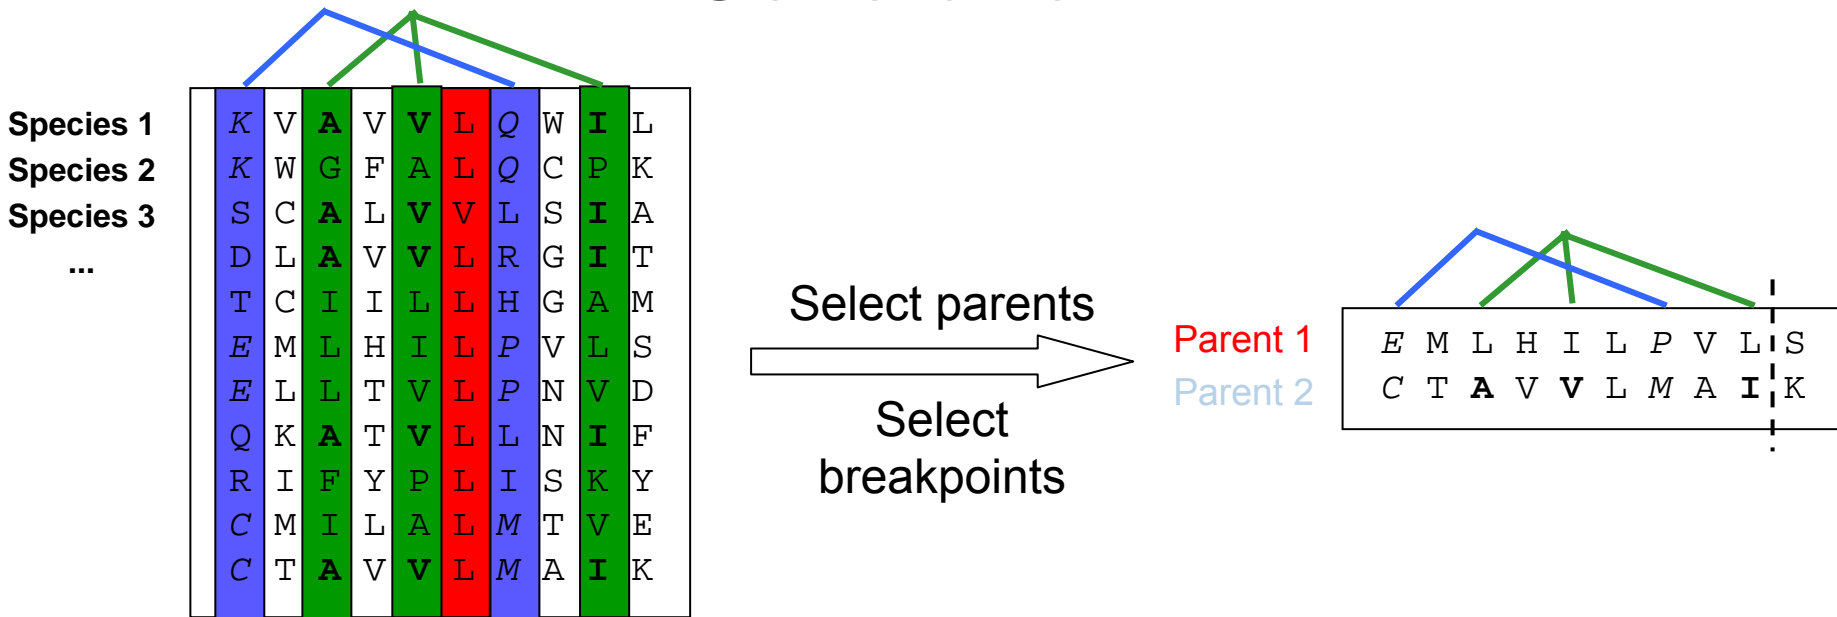 Species 1 K V A V V L Q W I L
Species 2 K W G F A L Q C P K
Species 3 S C A L V V L S I A
... D L A V V L R G I T
T C I I L L H G A M
E M L H I L P V L S
E L L T V L P N V D
Q K A T V L L N I F
R I F Y P L I S K Y
C M I L A L M T V E
C T A V V L M A I K
Select parents
Select
breakpoints
Parent 1 E M L H I L P V L S
Parent 2 C T A V V L M A I K